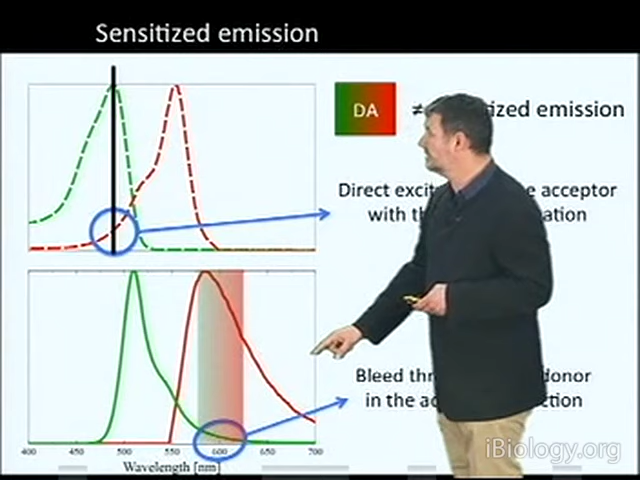 Sensitized emission
DA ≠ ized emission
Direct excit e acceptor
with th ation
Bleed thr donor
in the a ction
400 450 500 550 600 650 700
Wavelength [nm]
iBiology.org